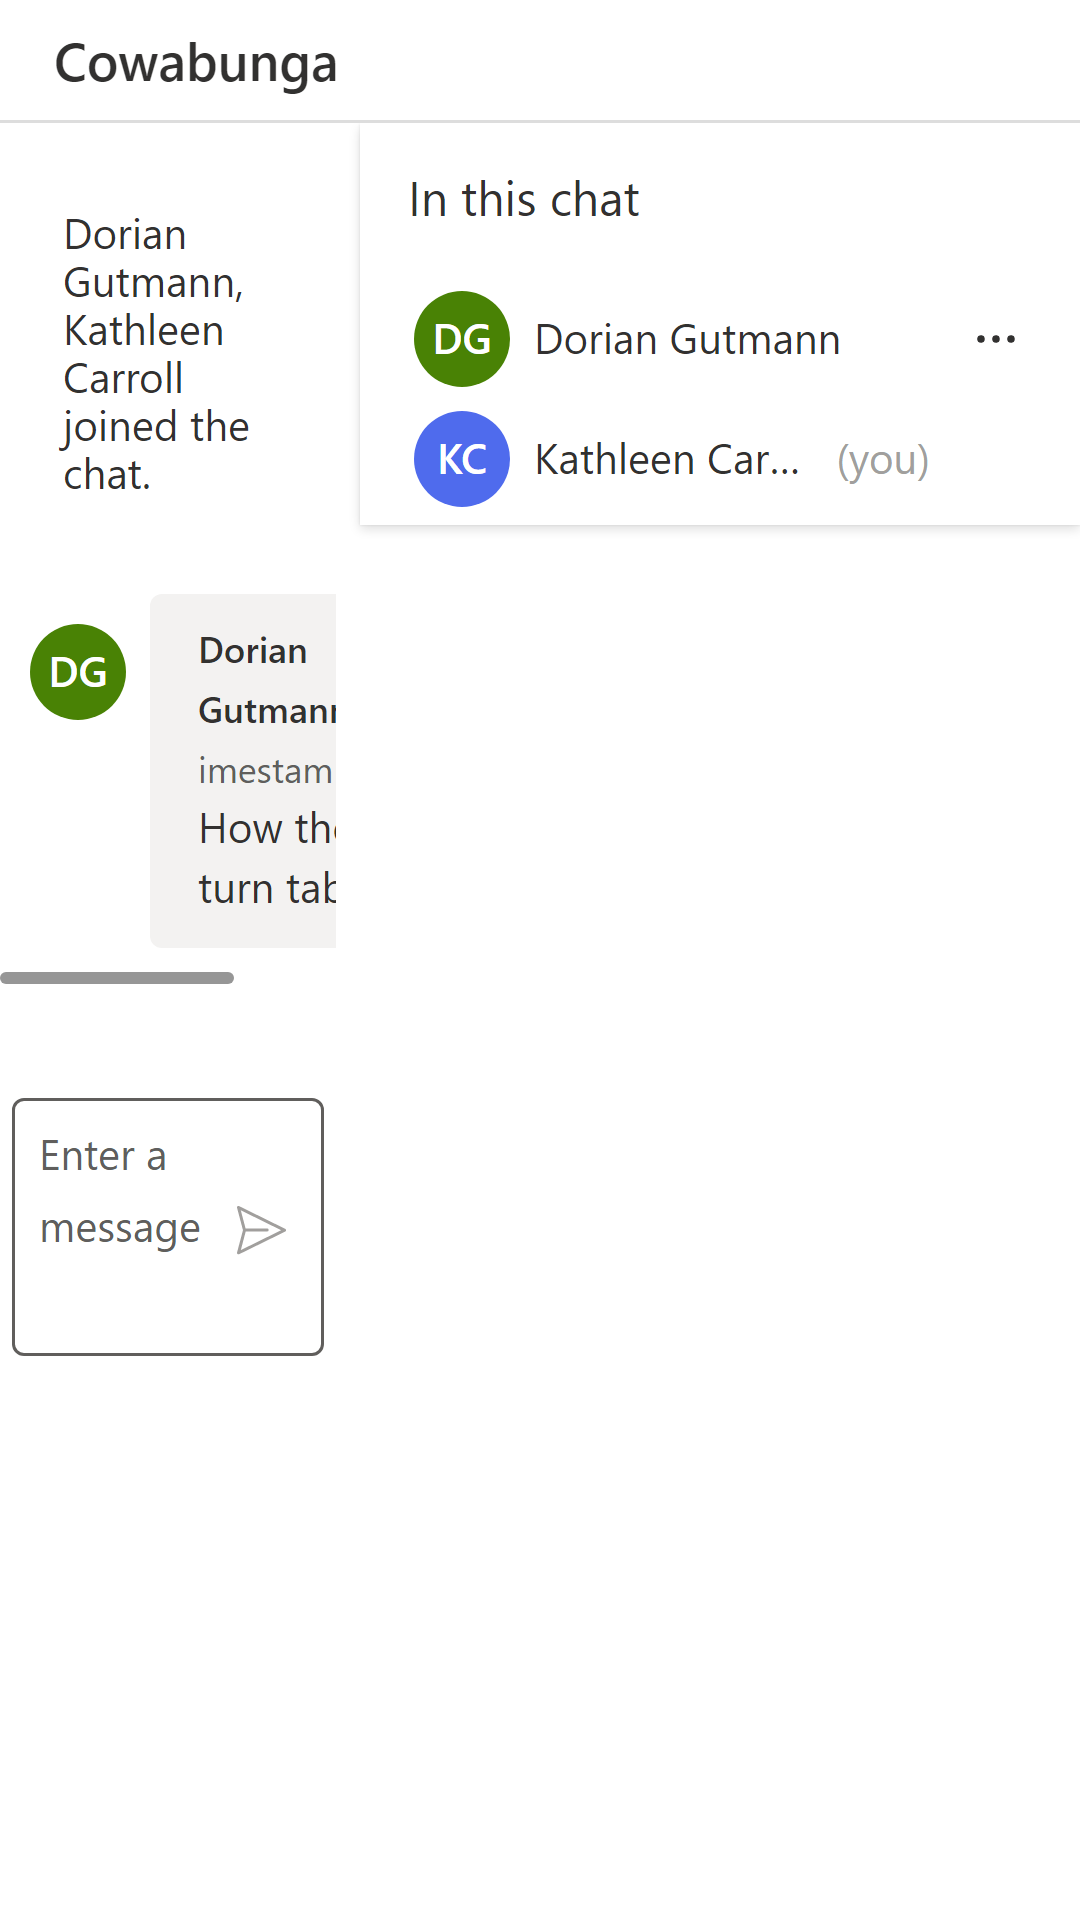 Cowabunga
Dorian
Gutmann,
Kathleen
Carroll
joined the
chat.
In this chat
DG
Dorian Gutmann
KC
Kathleen Car... (you)
DG
Dorian
Gutmann
imestam
How the
turn tab
Enter a
message